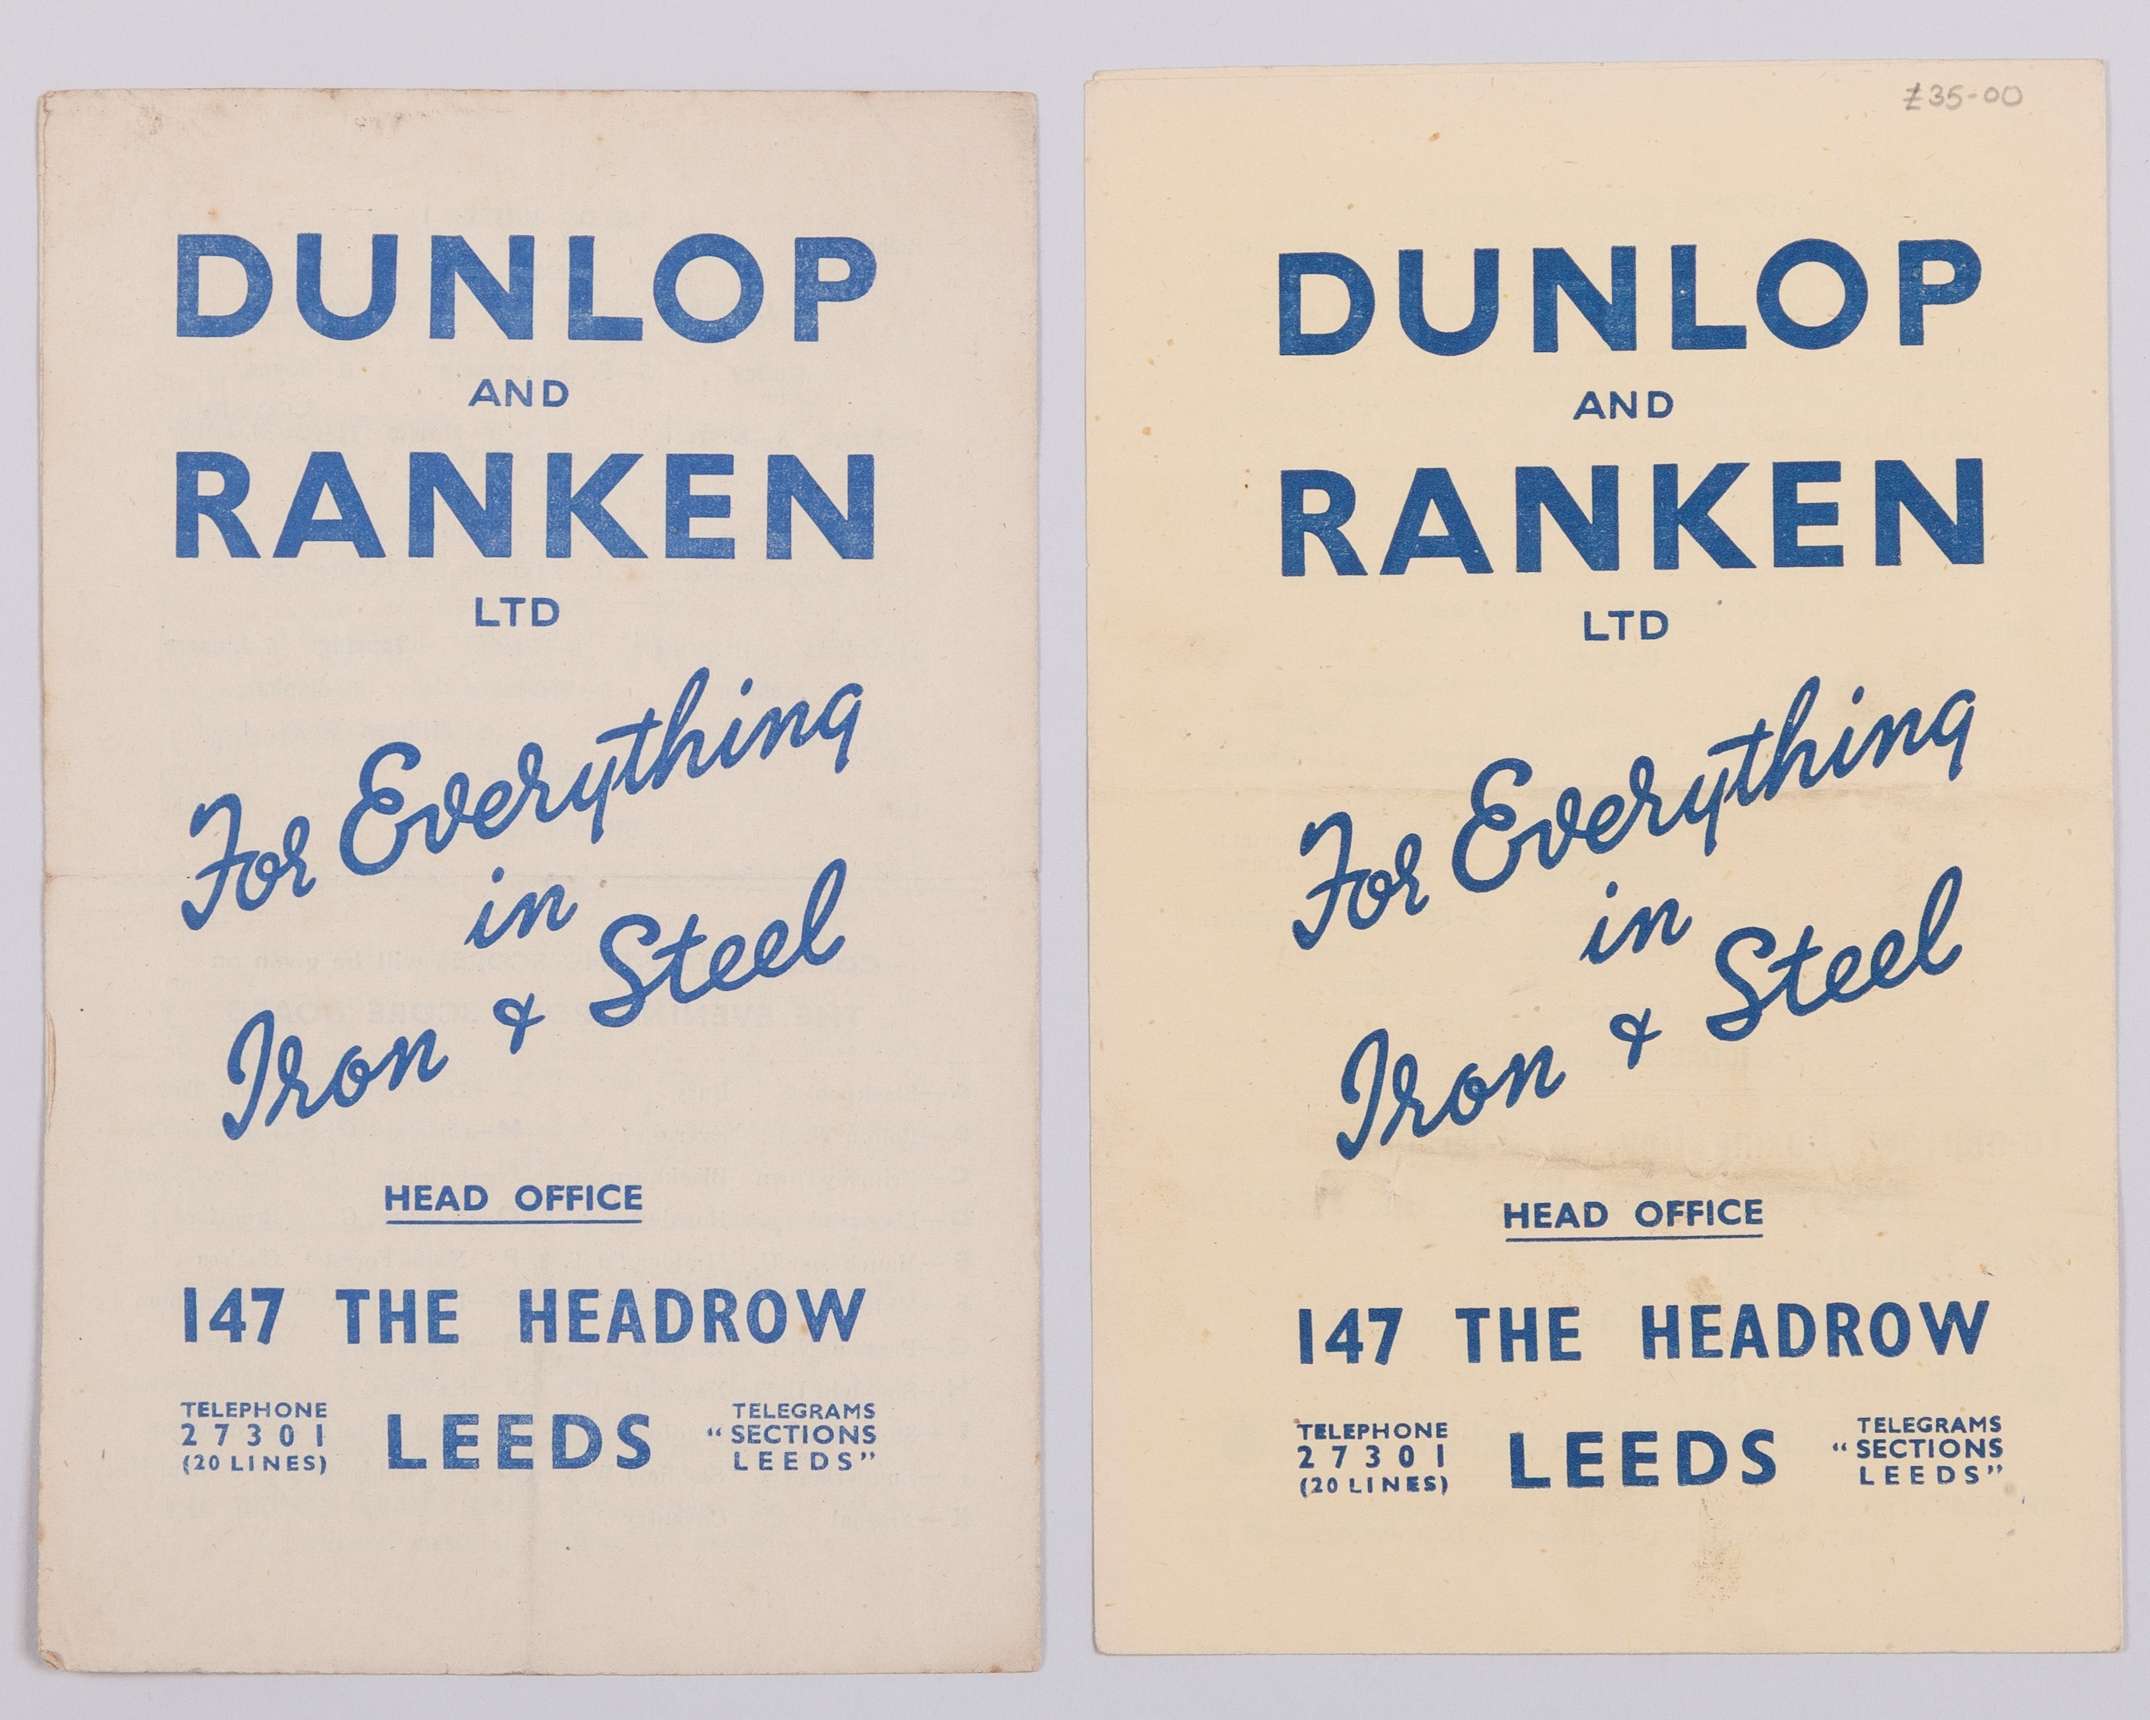 DUNLOP
AND
RANKEN
LTD
For Everything
in
Iron & Steel
HEAD OFFICE
147 THE HEADROW
TELEPHONE
27301
(20 LINES)
LEEDS
TELEGRAMS
"SECTIONS
LEEDS"
£35-00
DUNLOP
AND
RANKEN
LTD
For Everything
in
Iron & Steel
HEAD OFFICE
147 THE HEADROW
TELEPHONE
27301
(20 LINES)
LEEDS
TELEGRAMS
"SECTIONS
LEEDS"